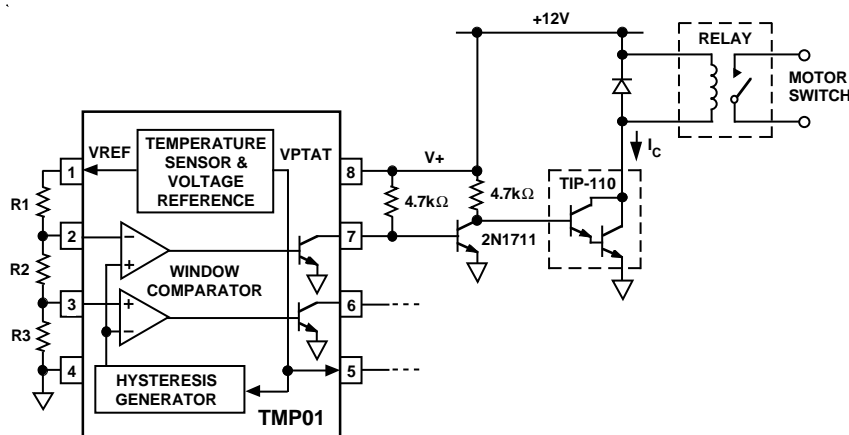 +12V
RELAY
MOTOR
SWITCH
IC
TIP-110
2N1711
4.7kΩ
4.7kΩ
V+
TEMPERATURE
SENSOR &
VOLTAGE
REFERENCE
VREF
VPTAT
1
2
3
4
8
7
6
5
R1
R2
R3
WINDOW
COMPARATOR
HYSTERESIS
GENERATOR
TMP01
−
+
+
−